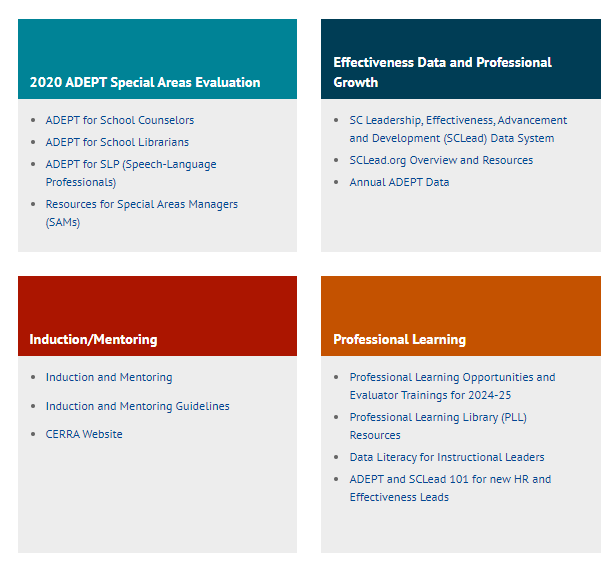 2020 ADEPT Special Areas Evaluation
ADEPT for School Counselors
ADEPT for School Librarians
ADEPT for SLP (Speech-Language
Professionals)
Resources for Special Areas Managers
(SAMs)
Effectiveness Data and Professional
Growth
SC Leadership, Effectiveness, Advancement
and Development (SCLead) Data System
SCLead.org Overview and Resources
Annual ADEPT Data
Induction/Mentoring
Induction and Mentoring
Induction and Mentoring Guidelines
CERRA Website
Professional Learning
Professional Learning Opportunities and
Evaluator Trainings for 2024-25
Professional Learning Library (PLL)
Resources
Data Literacy for Instructional Leaders
ADEPT and SCLead 101 for new HR and
Effectiveness Leads